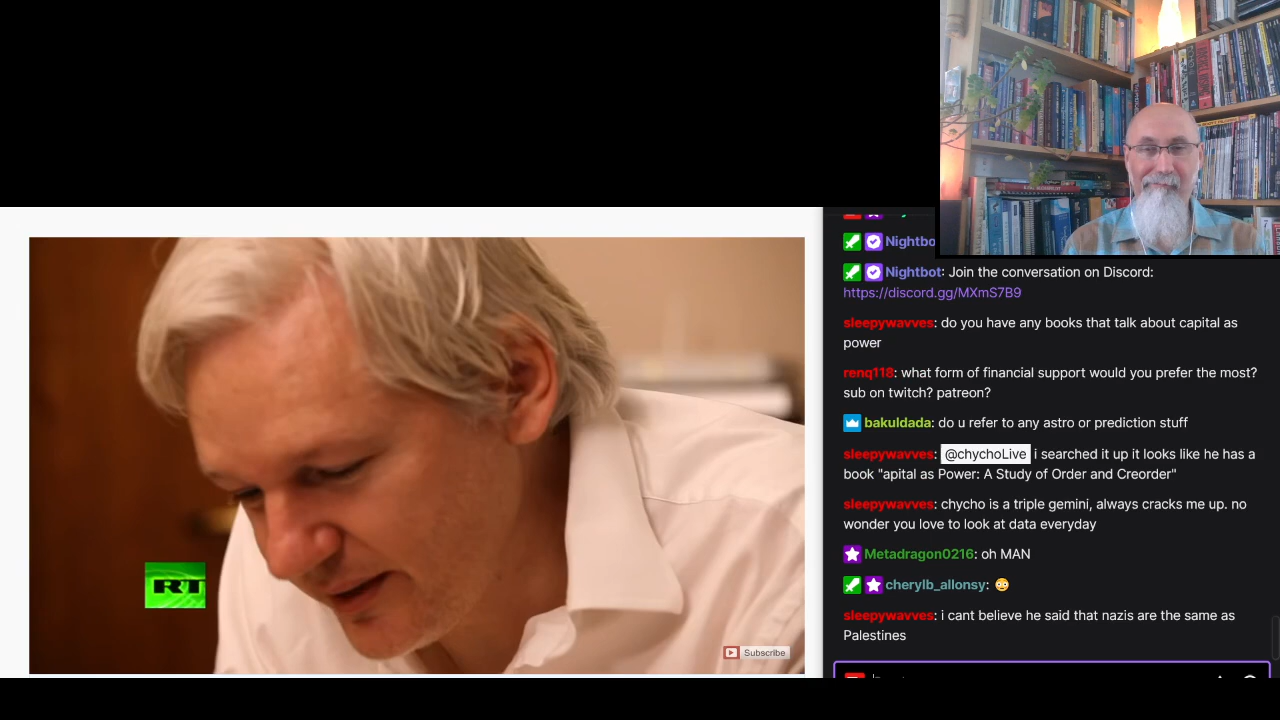 Nightbo
Nightbot: Join the conversation on Discord:
https://discord.gg/MXmS7B9
sleepywavves: do you have any books that talk about capital as
power
renq118: what form of financial support would you prefer the most?
sub on twitch? patreon?
bakuldada: do u refer to any astro or prediction stuff
sleepywavves: @chychoLive i searched it up it looks like he has a
book "apital as Power: A Study of Order and Creorder"
sleepywavves: chycho is a triple gemini, always cracks me up. no
wonder you love to look at data everyday
Metadragon0216: oh MAN
cherylb_allonsy: 😳
sleepywavves: i cant believe he said that nazis are the same as
Palestines
RT
Subscribe